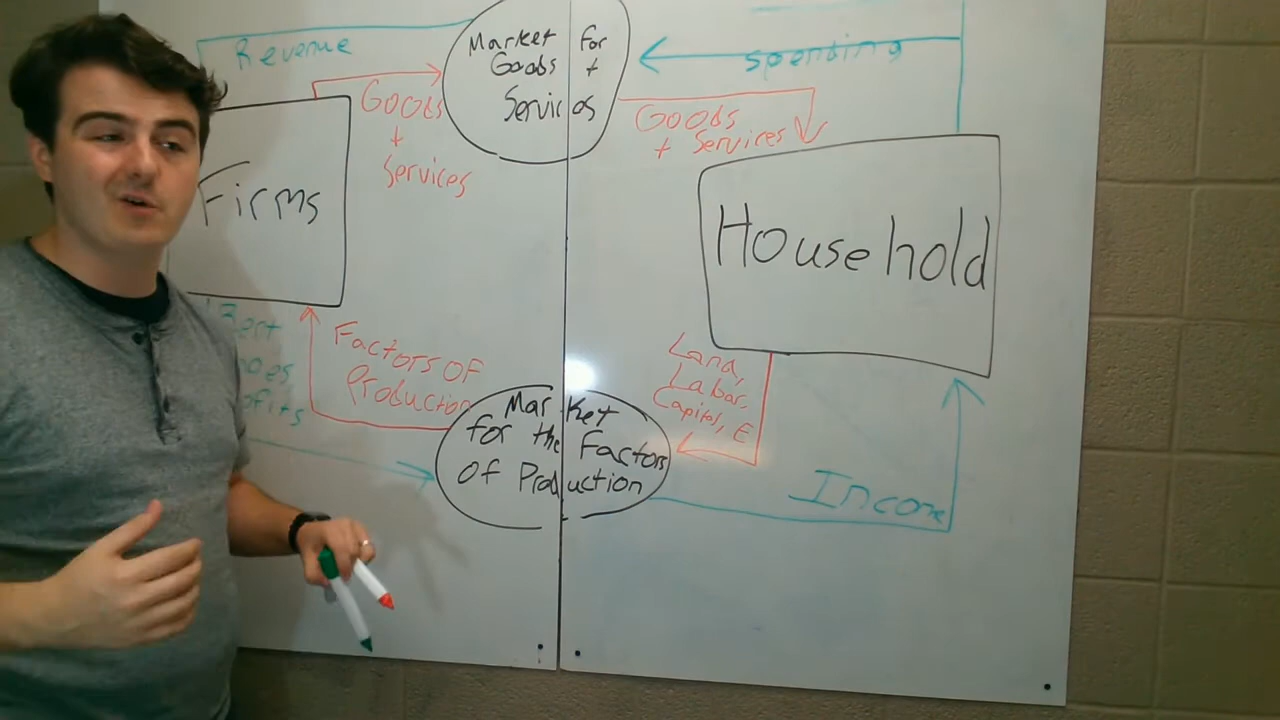 Revenue
Market for
Goods +
Services
spending
Goods
+
Services
Goods
+ Services
Firms
Household
Rent
Factors OF
Production
Land,
Labor,
Capital, E
Market
for the Factors
Of Production
Income